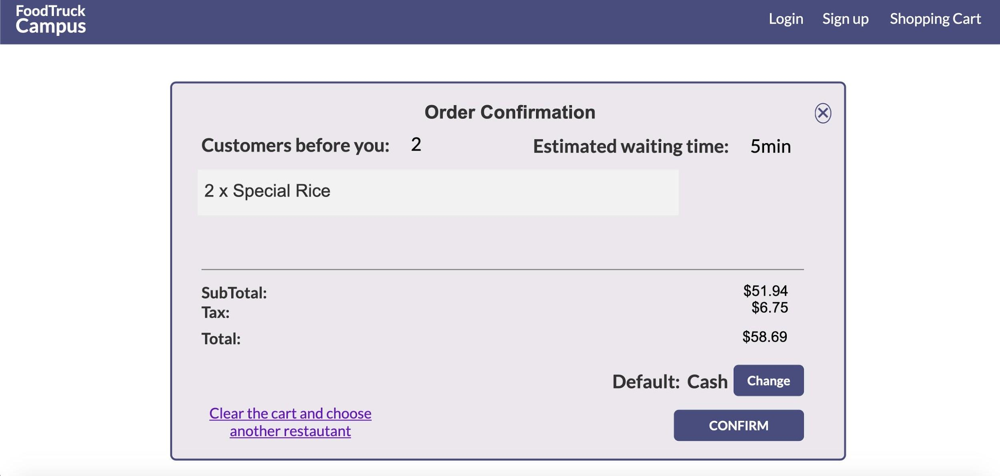 FoodTruck
Campus
Login Sign up Shopping Cart
Order Confirmation
Customers before you: 2 Estimated waiting time: 5min
2 x Special Rice
SubTotal: $51.94
Tax: $6.75
Total: $58.69
Default: Cash Change
Clear the cart and choose
another restautant
CONFIRM